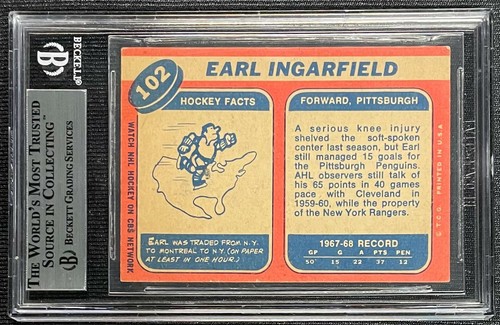 BECKETT
THE WORLD'S MOST TRUSTED
SOURCE IN COLLECTING™
BECKETT GRADING SERVICES
102
EARL INGARFIELD
HOCKEY FACTS
EARL WAS TRADED FROM N.Y.
TO MONTREAL TO N.Y. (ON PAPER
AT LEAST IN ONE HOUR.)
WATCH NHL HOCKEY ON CBS NETWORK
FORWARD, PITTSBURGH
A serious knee injury
shelved the soft-spoken
center last season, but Earl
still managed 15 goals for
the Pittsburgh Penguins.
AHL observers still talk of
his 65 points in 40 games
pace with Cleveland in
1959-60, while the property
of the New York Rangers.
1967-68 RECORD
GP G A PTS PEN
50 15 22 37 12
© T.C.G. PRINTED IN U.S.A.